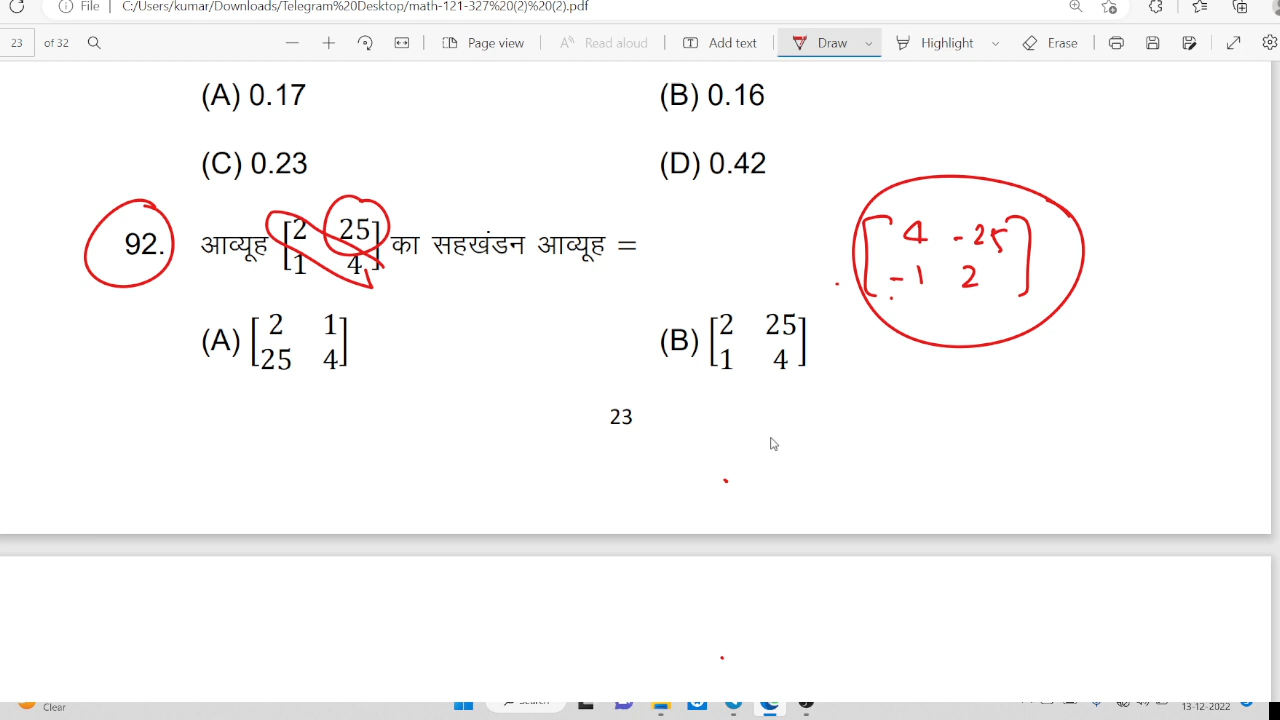 File C:/Users/kumar/Downloads/Telegram%20Desktop/math-121-327%20(2)%20(2).pdf
23 of 32 Page view Read aloud Add text Draw Highlight Erase
(A) 0.17 (B) 0.16
(C) 0.23 (D) 0.42
92. आव्यूह [2 25
1 4] का सहखंडन आव्यूह =
[4 -25
-1 2]
(A) [2 1
25 4] (B) [2 25
1 4]
23
Clear 13-12-2022